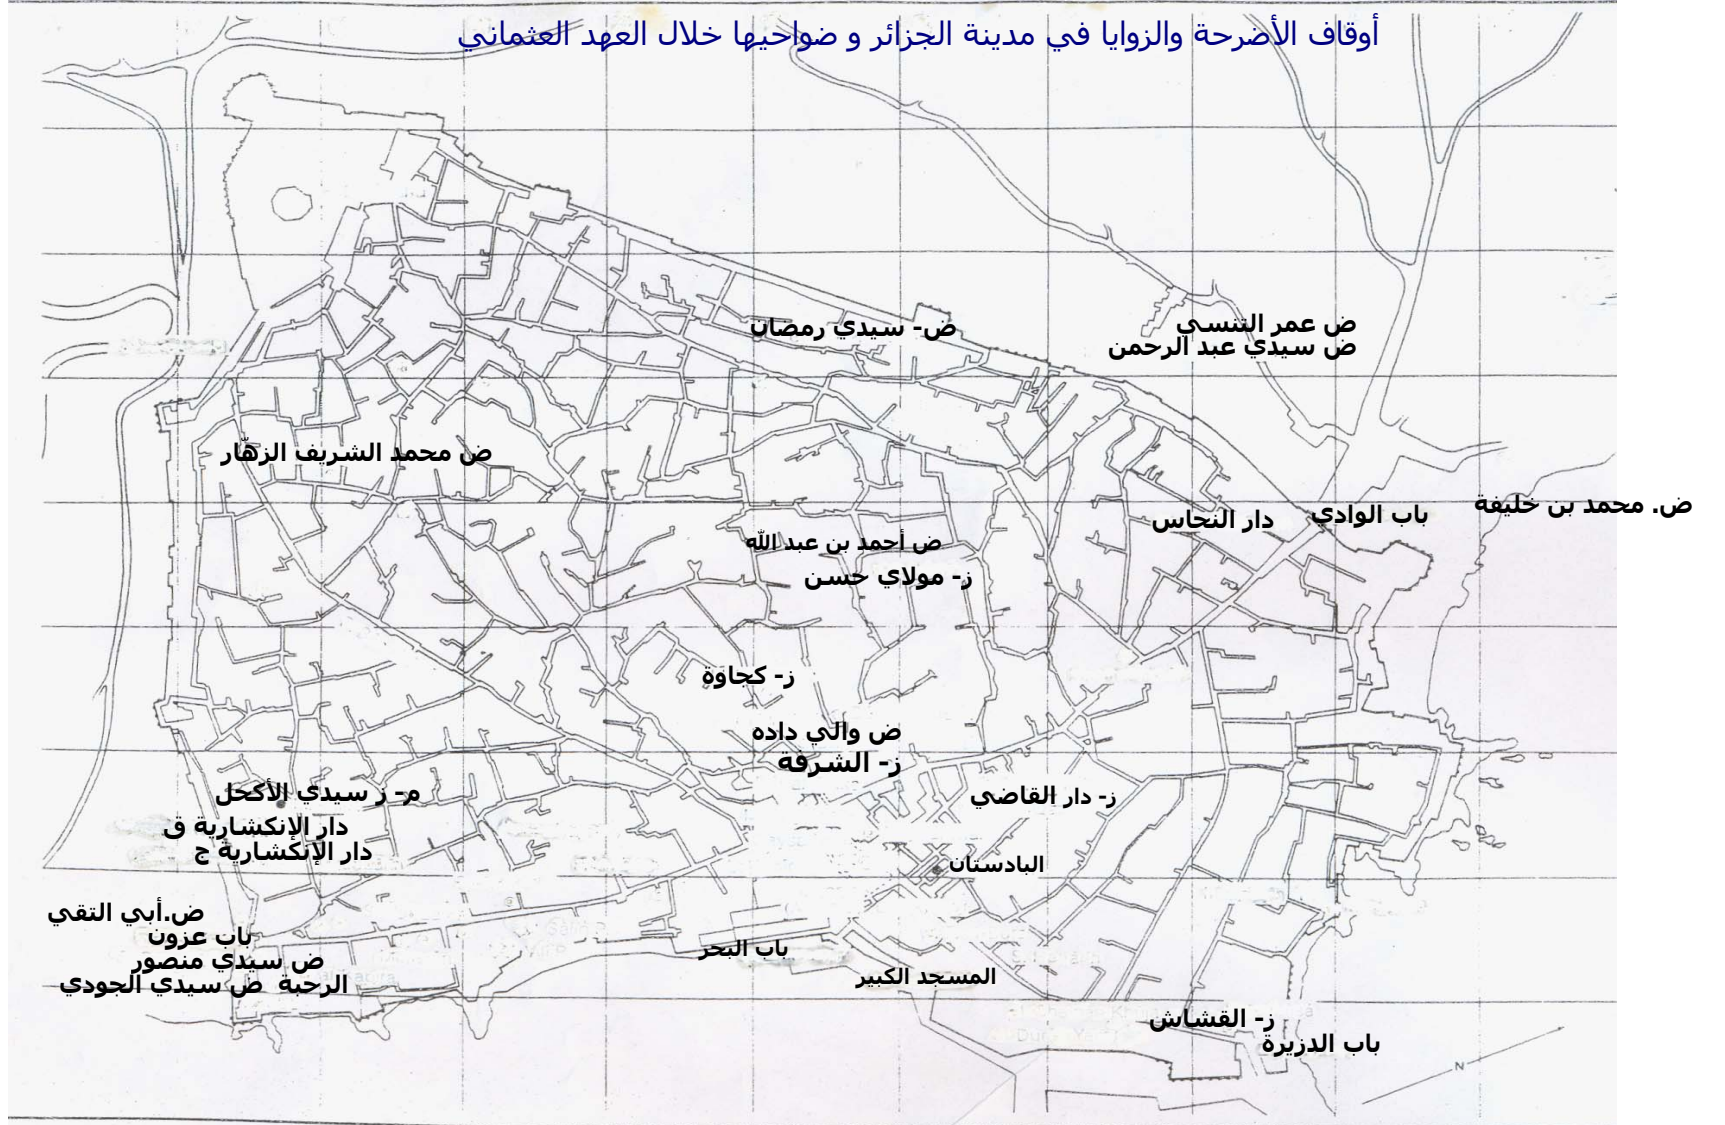 أوقاف الأضرحة والزوايا في مدينة الجزائر و ضواحيها خلال العهد العثماني
ض عمر التنسي
ض- سيدي رمضان
ض سيدي عبد الرحمن
ض محمد الشريف الزهّار
ض. محمد بن خليفة
باب الوادي
دار النحاس
ض أحمد بن عبد الله
ز- مولاي حسن
ز- كجاوة
ض والي داده
ز- الشرفة
م- ز سيدي الأكحل
ز- دار القاضي
دار الإنكشارية ق
دار الإنكشارية ج
البادستان
ض.أبي التقي
باب عزون
باب البحر
ض سيدي منصور
المسجد الكبير
الرحبة ض سيدي الجودي
ز- القشاش
باب الدزيرة
N